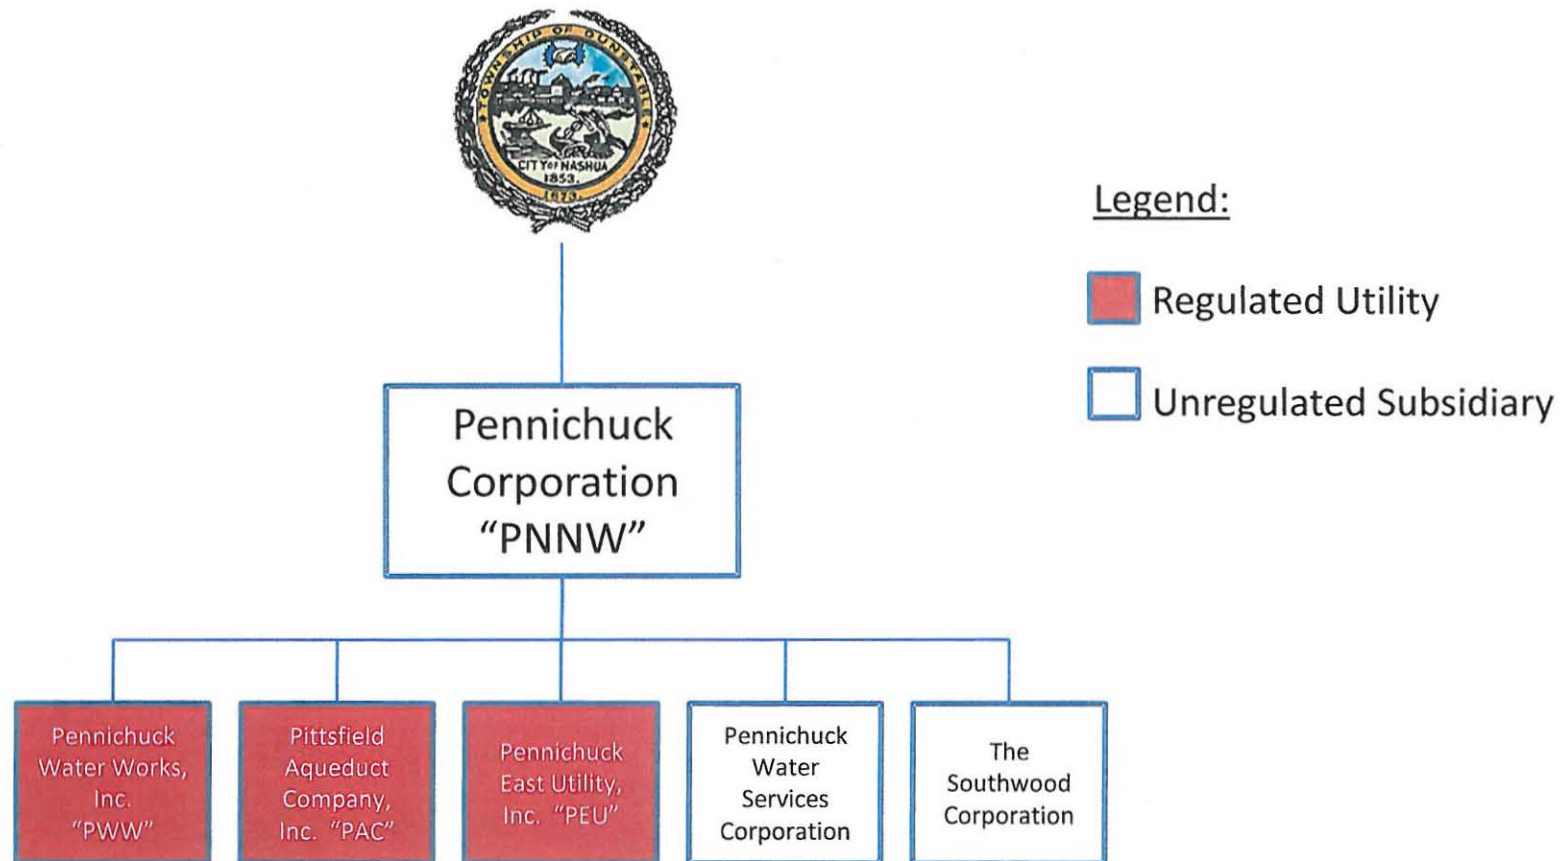 TOWNSHIP OF DUNSTABLE
CITY OF NASHUA
1853.
1673.
Legend:
Regulated Utility
Unregulated Subsidiary
Pennichuck
Corporation
“PNNW”
Pennichuck
Water Works,
Inc.
“PWW”
Pittsfield
Aqueduct
Company,
Inc. “PAC”
Pennichuck
East Utility,
Inc. “PEU”
Pennichuck
Water
Services
Corporation
The
Southwood
Corporation